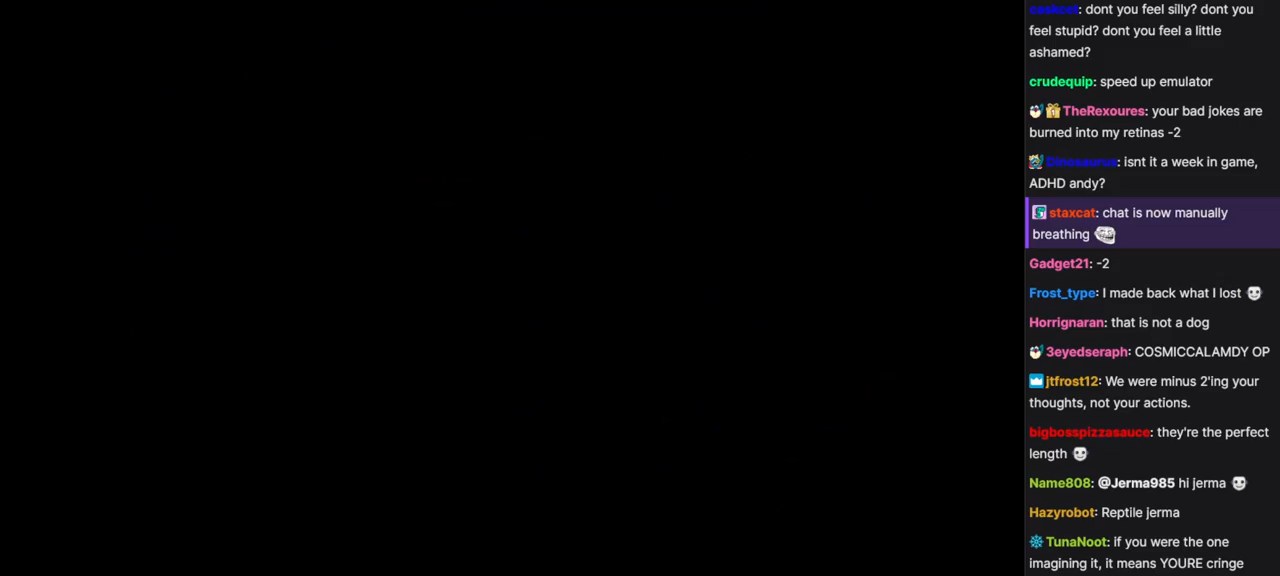 caskcat: dont you feel silly? dont you
feel stupid? dont you feel a little
ashamed?
crudequip: speed up emulator
TheRexoures: your bad jokes are
burned into my retinas -2
Dinosaurus: isnt it a week in game,
ADHD andy?
staxcat: chat is now manually
breathing
Gadget21: -2
Frost_type: I made back what I lost
Horrignaran: that is not a dog
3eyedseraph: COSMICCALAMDY OP
jtfrost12: We were minus 2'ing your
thoughts, not your actions.
bigbosspizzasauce: they're the perfect
length
Name808: @Jerma985 hi jerma
Hazyrobot: Reptile jerma
TunaNoot: if you were the one
imagining it, it means YOURE cringe